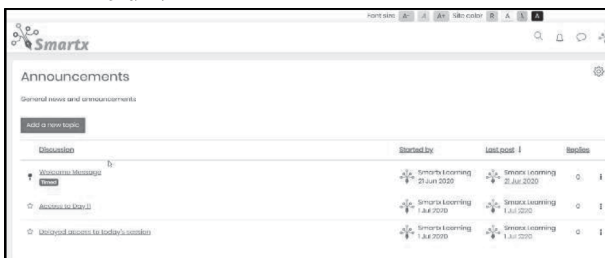 Font size A- A A+ Site color R A A A
Smartx
Announcements
General news and announcements
Add a new topic
Discussion Started by Last post ↓ Replies
Welcome Message Smartx Learning Smartx Learning 0
Timed 21 Jun 2020 21 Jur 2020
Access to Day 11 Smartx Learning Smartx Learning 0
1 Jul 2020 1 Jul 2020
Delayed access to today's session Smartx Learning Smartx Learning 0
1 Jul 2020 1 Jul 2020